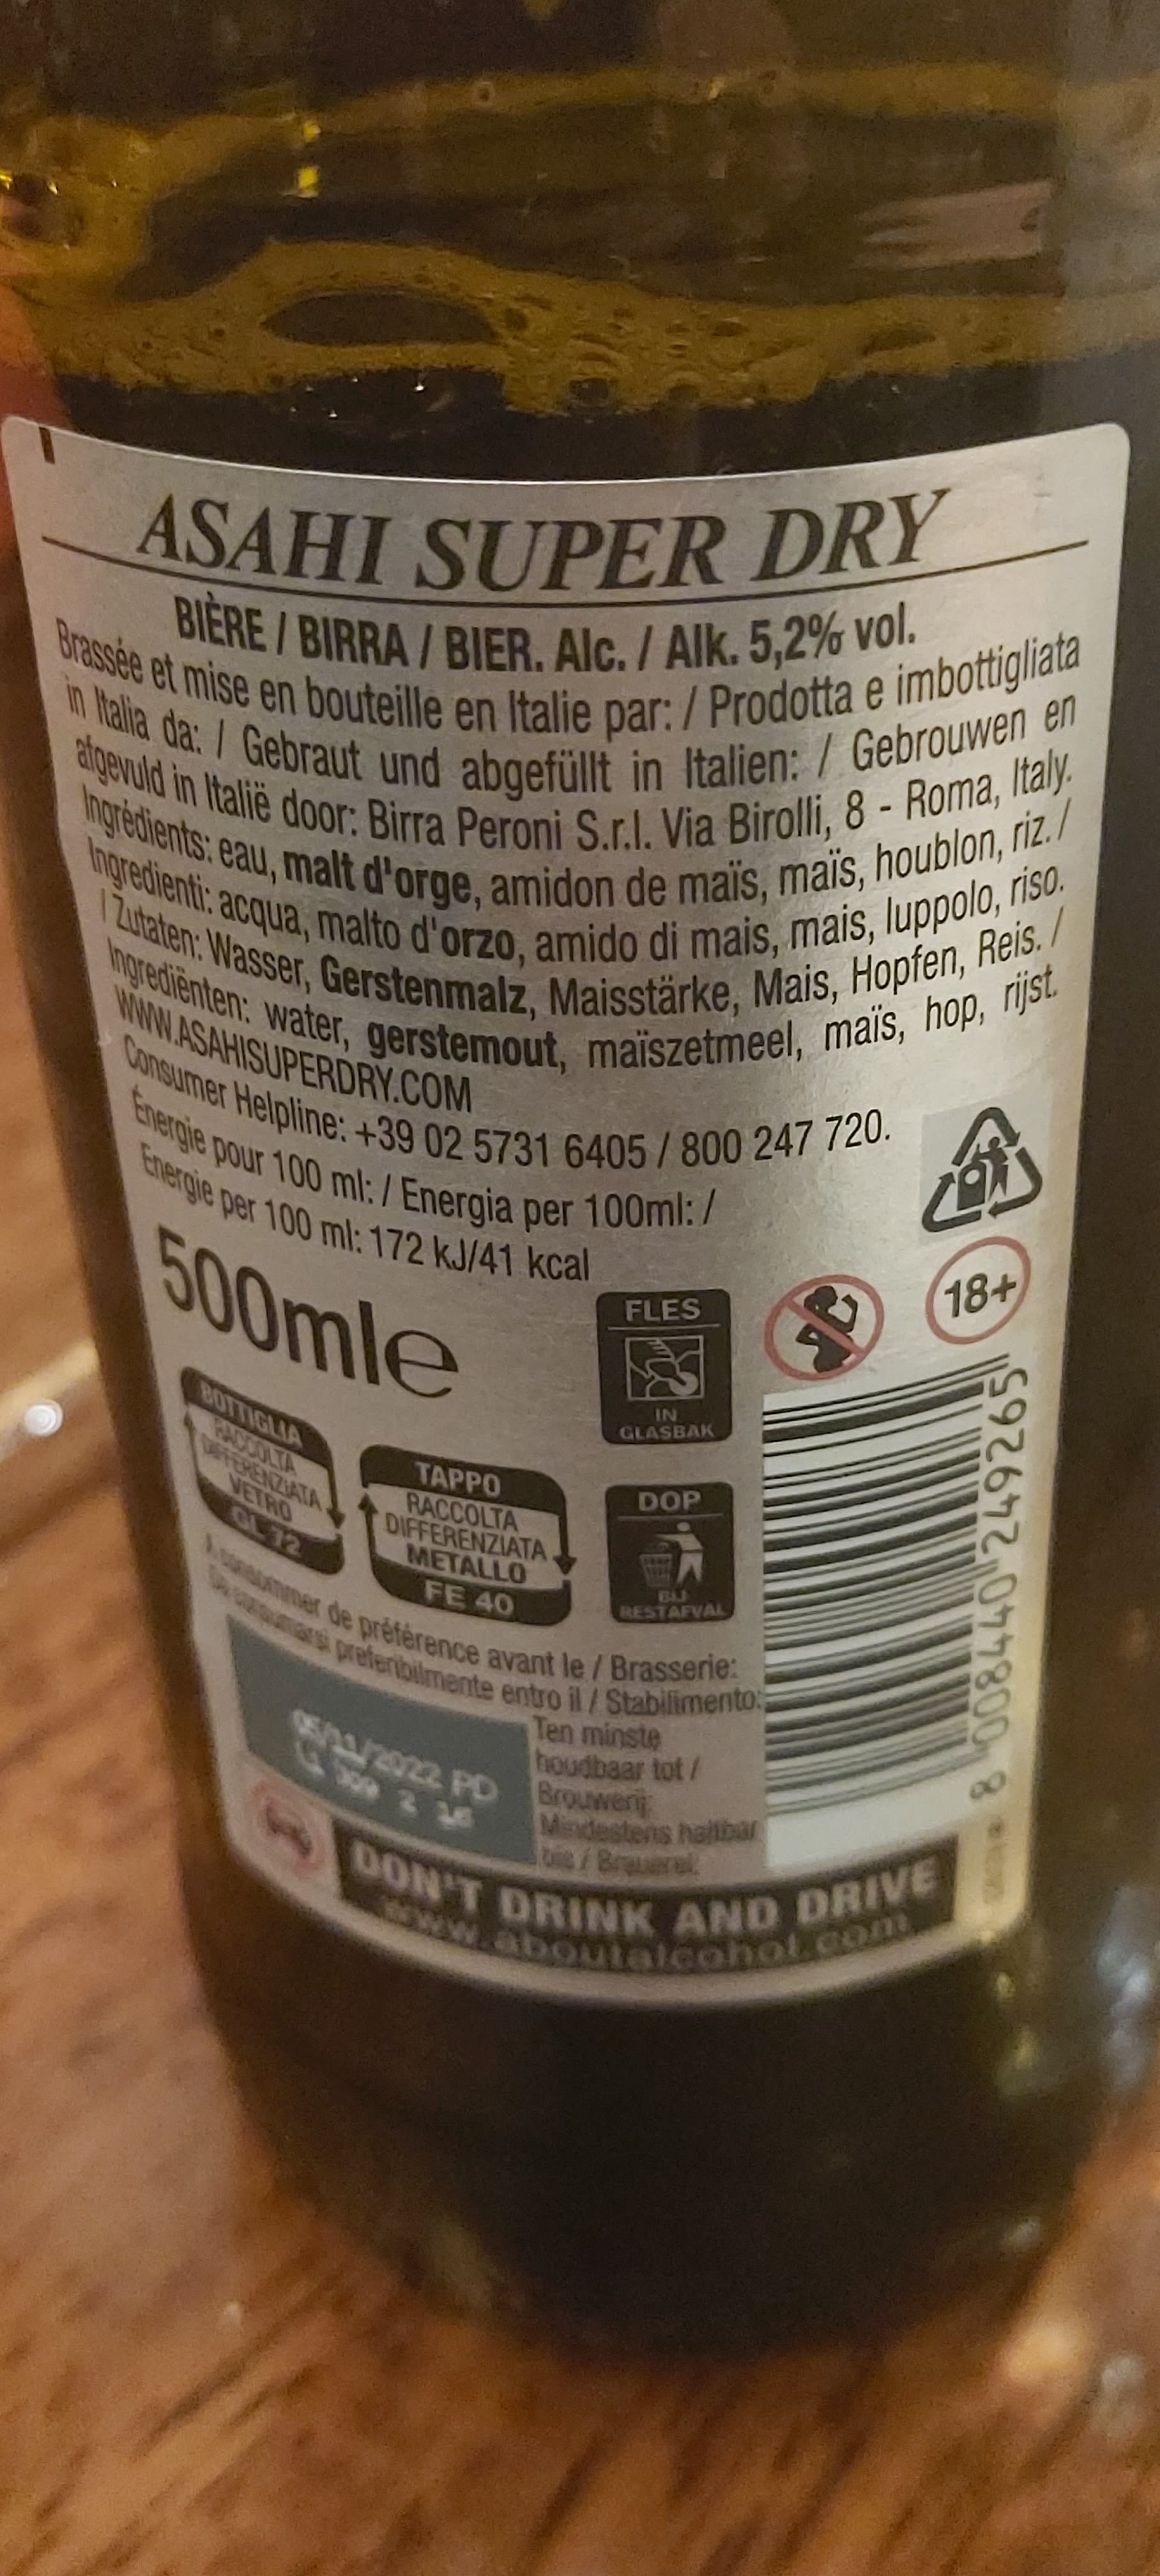 ASAHI SUPER DRY
BIÈRE / BIRRA / BIER. Alc. / Alk. 5,2% vol.
Brassée et mise en bouteille en Italie par: / Prodotta e imbottigliata
in Italia da: / Gebraut und abgefüllt in Italien: / Gebrouwen en
afgevuld in Italië door: Birra Peroni S.r.l. Via Birolli, 8 - Roma, Italy.
Ingrédients: eau, malt d'orge, amidon de maïs, maïs, houblon, riz. /
Ingredienti: acqua, malto d'orzo, amido di mais, mais, luppolo, riso.
/ Zutaten: Wasser, Gerstenmalz, Maisstärke, Mais, Hopfen, Reis. /
Ingrediënten: water, gerstemout, maïszetmeel, maïs, hop, rijst.
WWW.ASAHISUPERDRY.COM
Consumer Helpline: +39 02 5731 6405 / 800 247 720.
Énergie pour 100 ml: / Energia per 100ml: /
Energie per 100 ml: 172 kJ/41 kcal
500mle
FLES
IN
GLASBAK
18+
BOTTIGLIA
RACCOLTA
DIFFERENZIATA
VETRO
GL 72
TAPPO
RACCOLTA
DIFFERENZIATA
METALLO
FE 40
DOP
BIJ
RESTAFVAL
8 008440 249265
A consommer de préférence avant le / Brasserie:
Da consumarsi preferibilmente entro il / Stabilimento:
Ten minste
houdbaar tot /
Brouwerij:
Mindestens haltbar
bis / Brauerei:
05/11/2022 PD
2 16
DON'T DRINK AND DRIVE
www.aboutalcohol.com